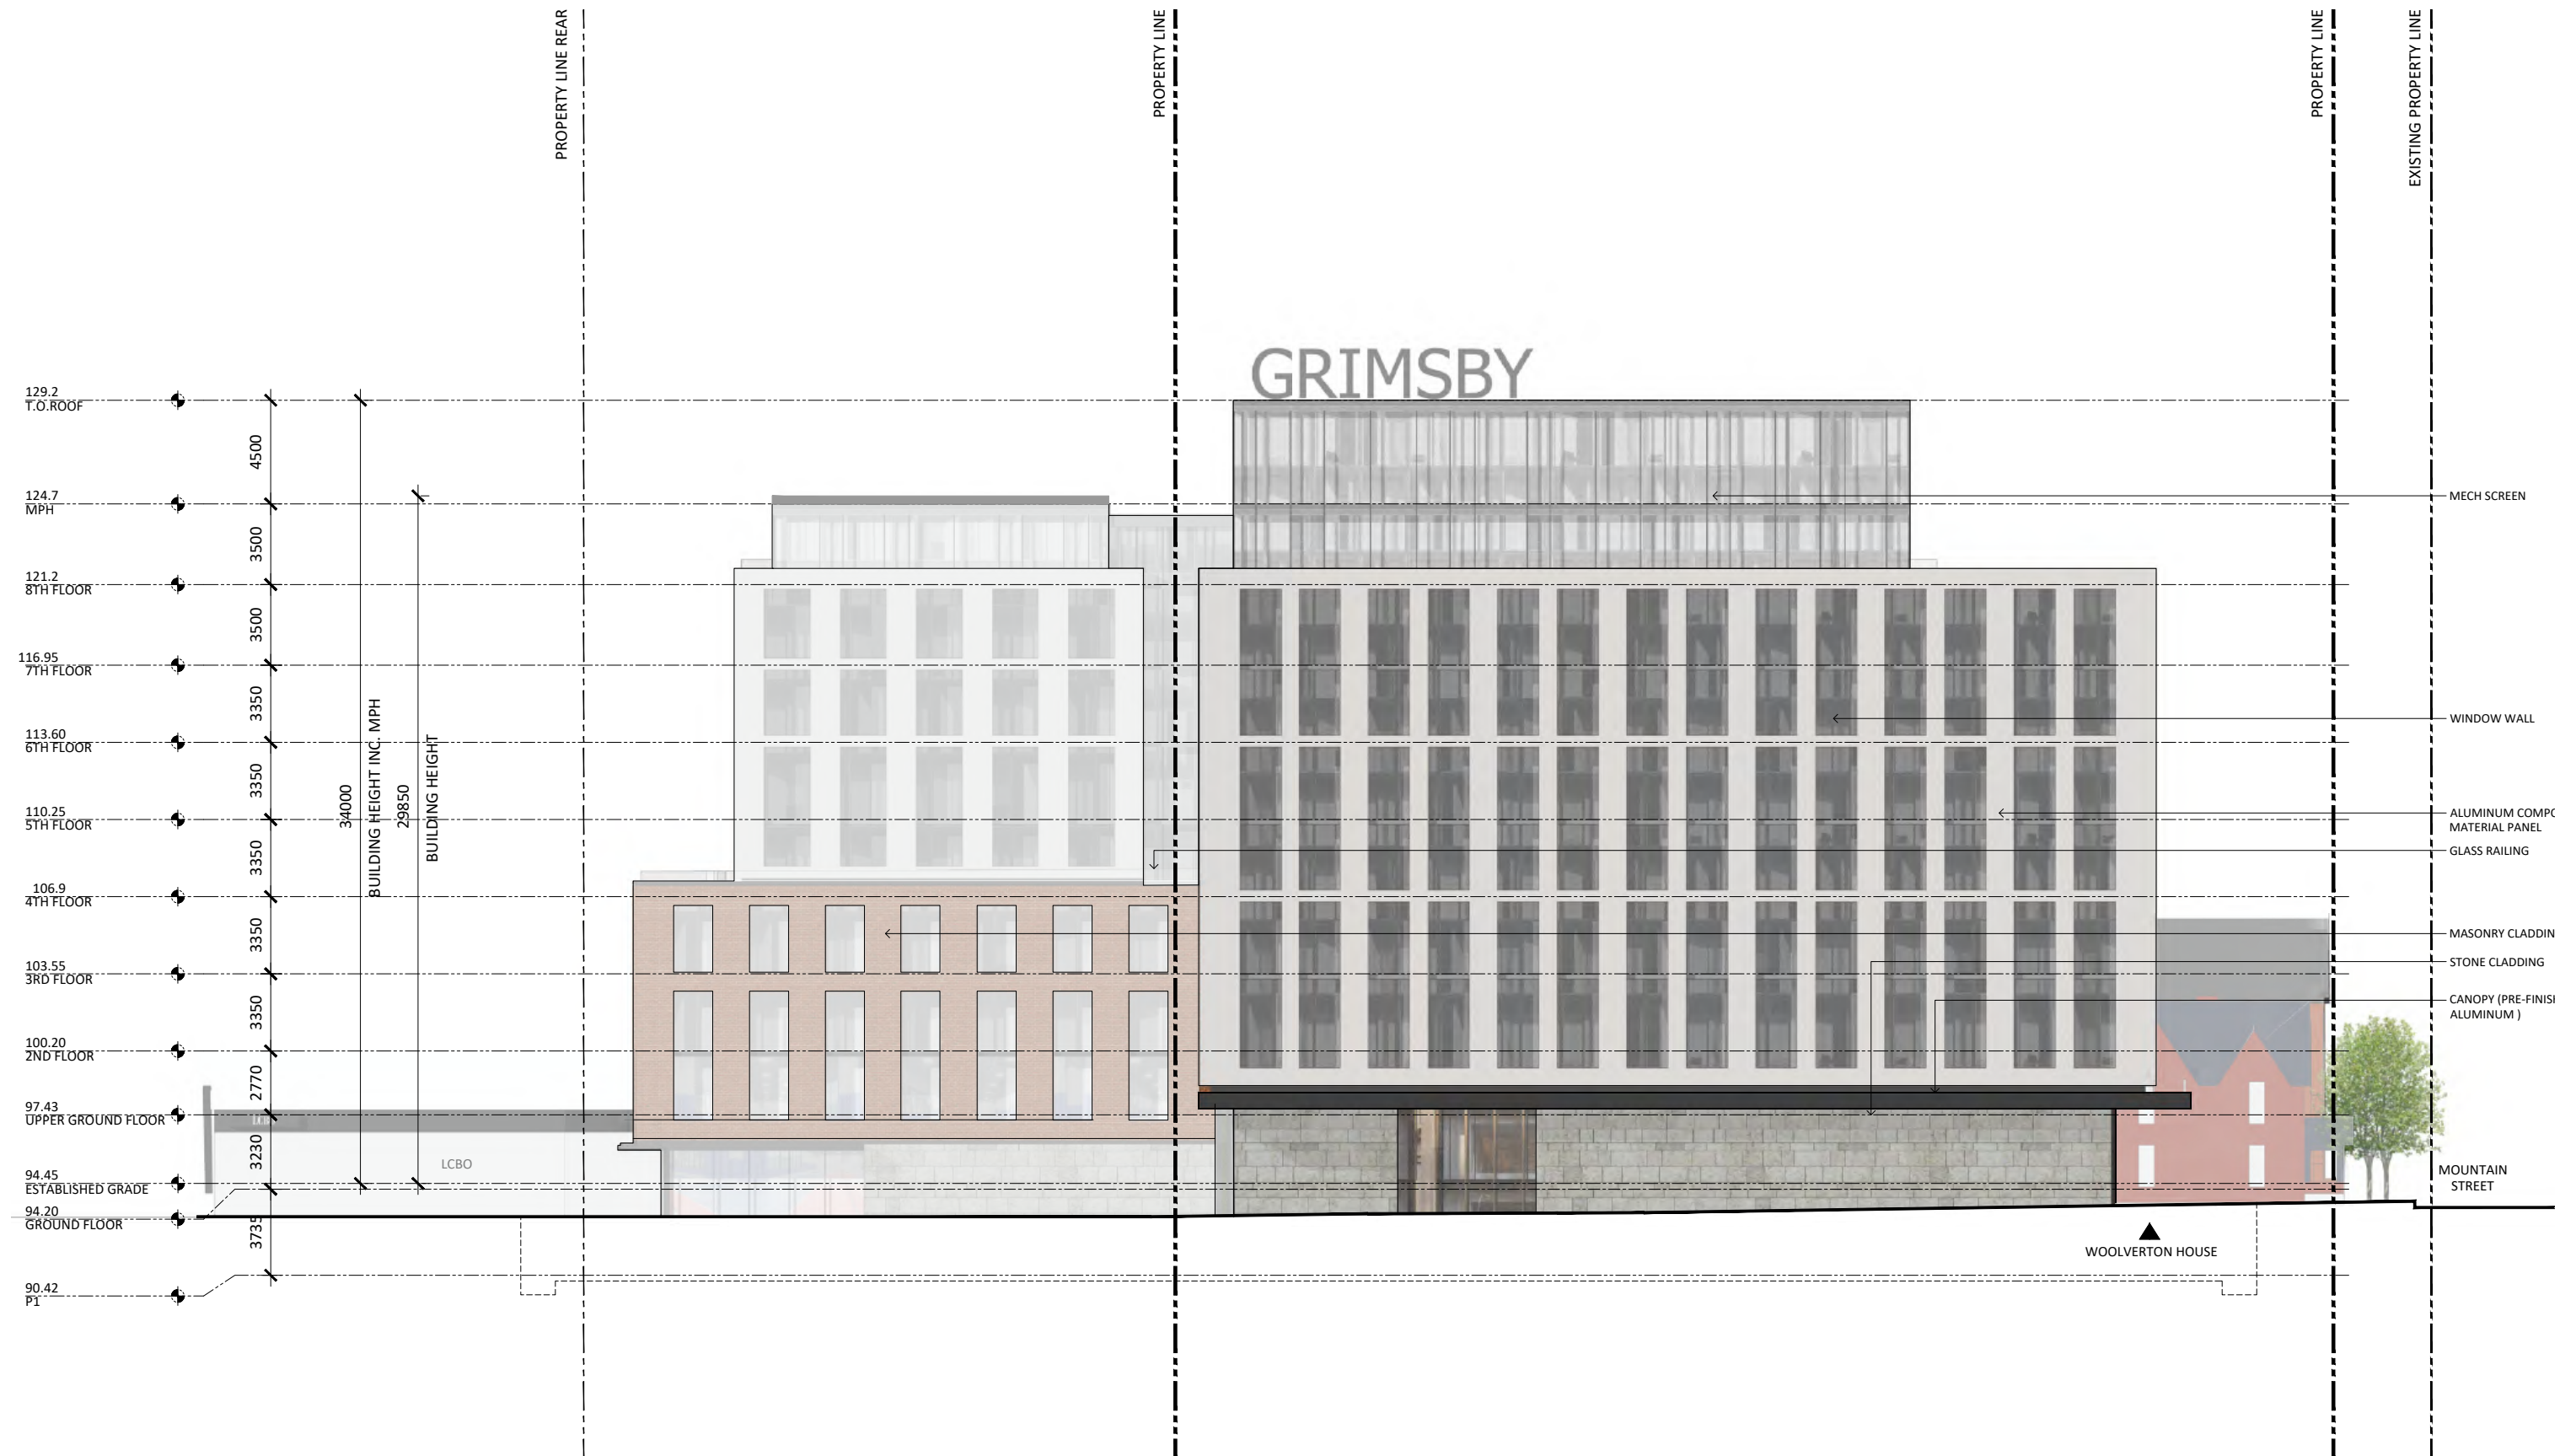 PROPERTY LINE REAR
PROPERTY LINE
PROPERTY LINE
EXISTING PROPERTY LINE
GRIMSBY
129.2
T.O.ROOF
4500
124.7
MPH
3500
121.2
8TH FLOOR
3500
116.95
7TH FLOOR
3350
113.60
6TH FLOOR
3350
110.25
5TH FLOOR
3350
106.9
4TH FLOOR
3350
103.55
3RD FLOOR
3350
100.20
2ND FLOOR
2770
97.43
UPPER GROUND FLOOR
3230
94.45
ESTABLISHED GRADE
94.20
GROUND FLOOR
3735
90.42
P1
34000
BUILDING HEIGHT INC. MPH
29850
BUILDING HEIGHT
LCBO
MECH SCREEN
WINDOW WALL
ALUMINUM COMPO
MATERIAL PANEL
GLASS RAILING
MASONRY CLADDIN
STONE CLADDING
CANOPY (PRE-FINIS
ALUMINUM )
MOUNTAIN
STREET
WOOLVERTON HOUSE